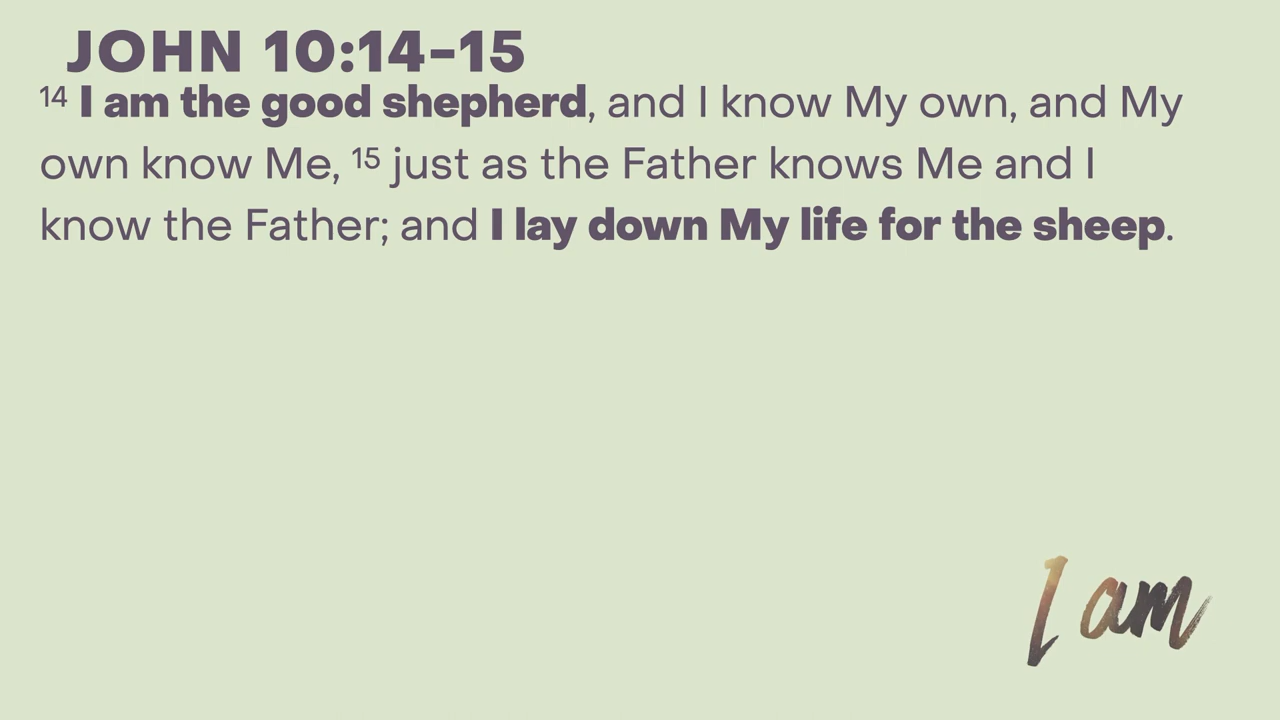 JOHN 10:14–15
14 I am the good shepherd, and I know My own, and My
own know Me, 15 just as the Father knows Me and I
know the Father; and I lay down My life for the sheep.
I am